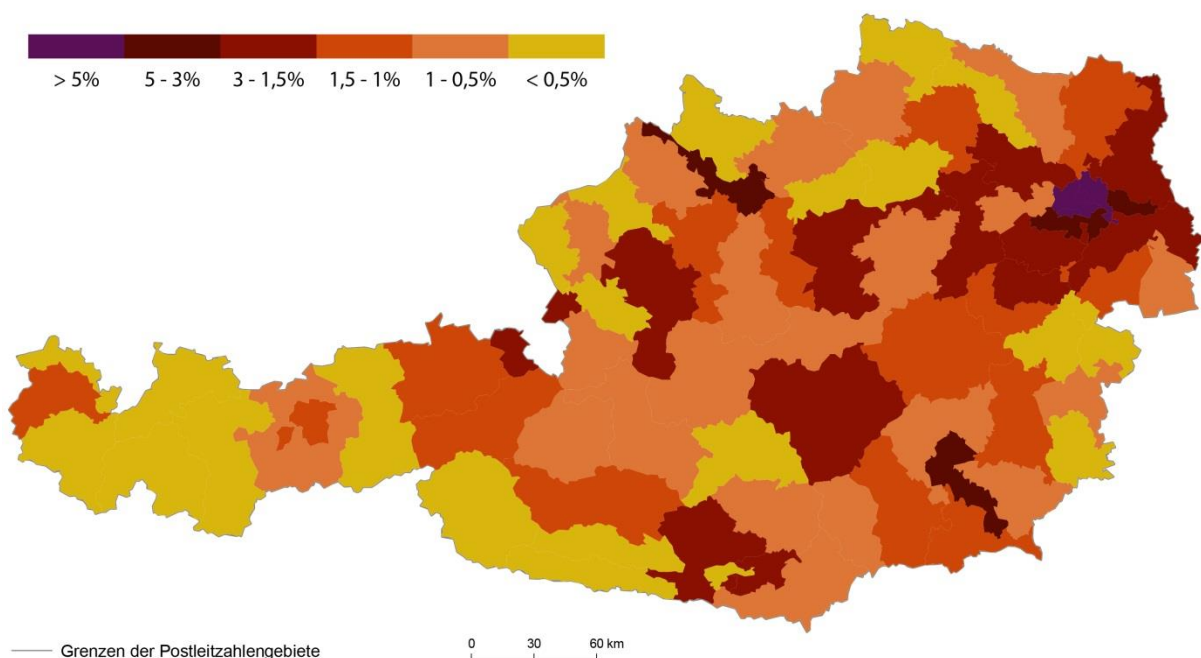 > 5% 5 - 3% 3 - 1,5% 1,5 - 1% 1 - 0,5% < 0,5%
0 30 60 km
Grenzen der Postleitzahlengebiete